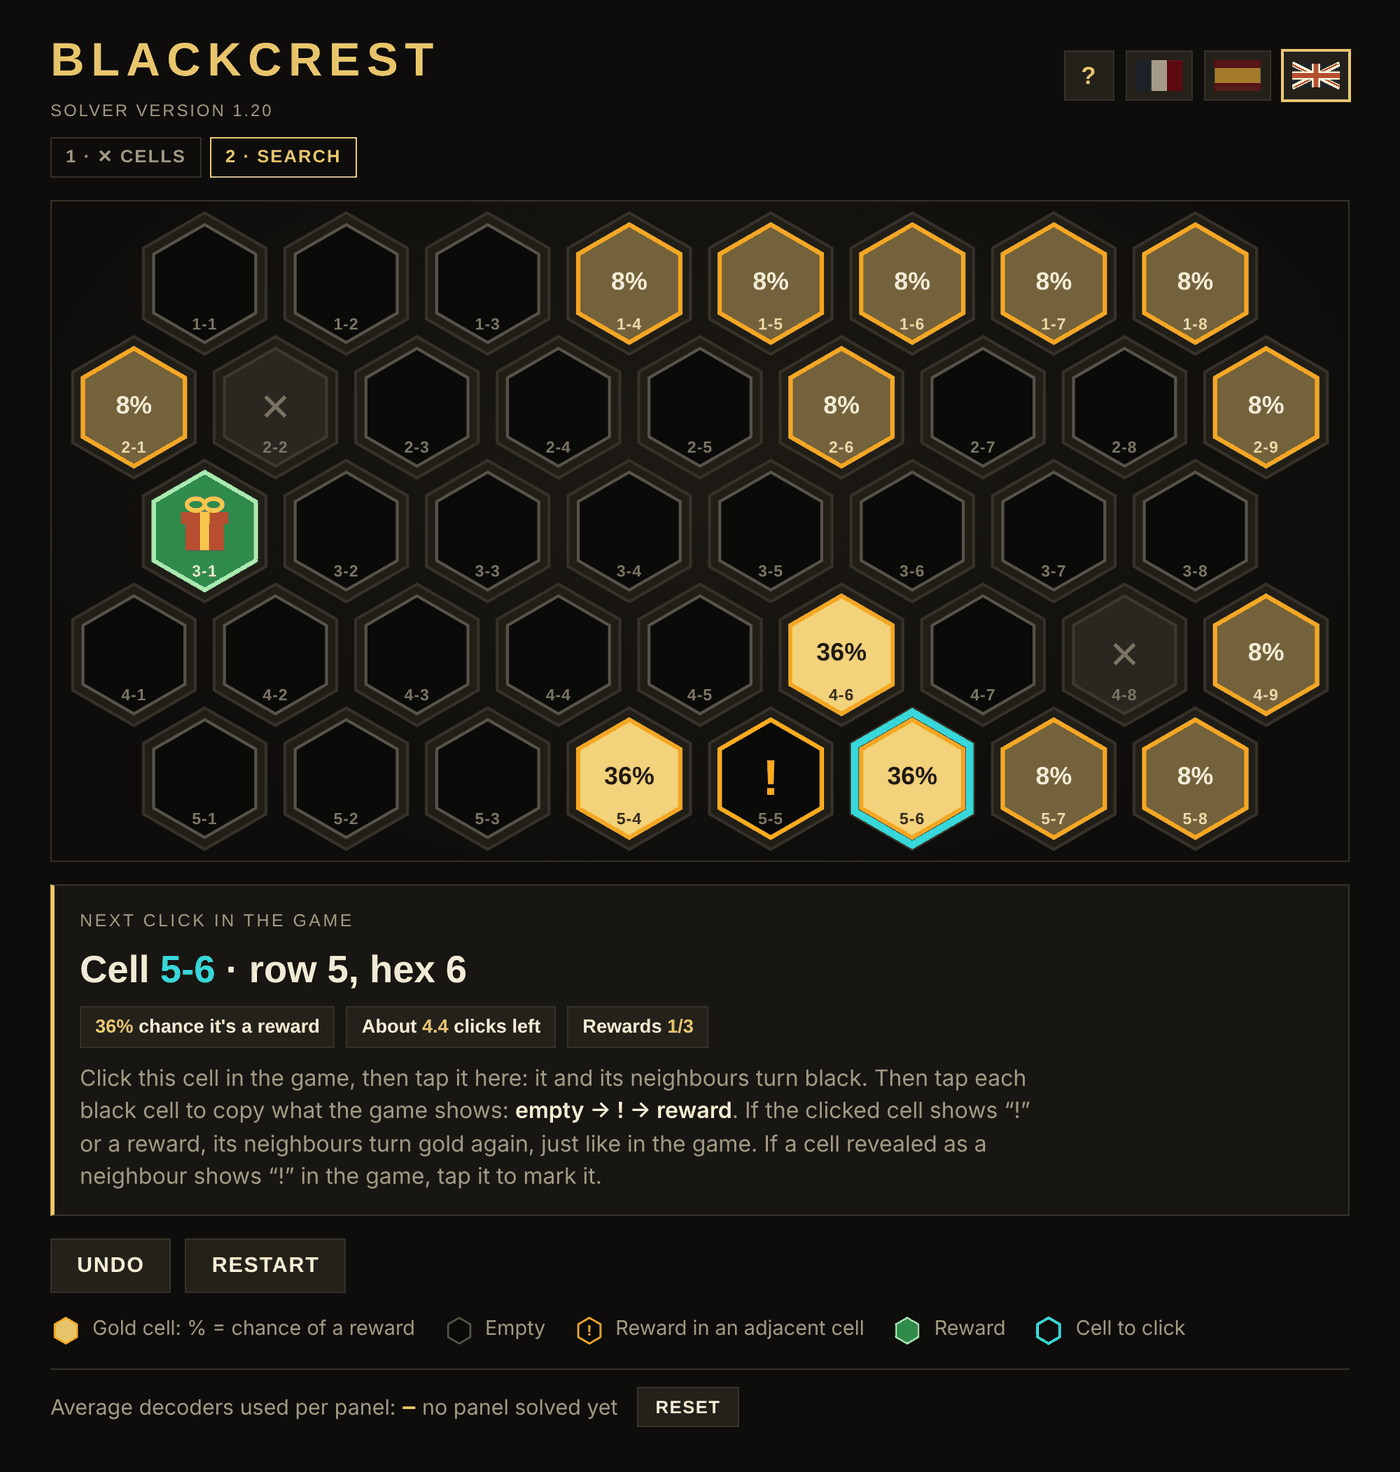 BLACKCREST
SOLVER VERSION 1.20
?
1 · ✕ CELLS
2 · SEARCH
8% 8% 8% 8% 8%
1-1 1-2 1-3 1-4 1-5 1-6 1-7 1-8
8% ✕ 8% 8%
2-1 2-2 2-3 2-4 2-5 2-6 2-7 2-8 2-9
3-1 3-2 3-3 3-4 3-5 3-6 3-7 3-8
36% ✕ 8%
4-1 4-2 4-3 4-4 4-5 4-6 4-7 4-8 4-9
36% ! 36% 8% 8%
5-1 5-2 5-3 5-4 5-5 5-6 5-7 5-8
NEXT CLICK IN THE GAME
Cell 5-6 · row 5, hex 6
36% chance it's a reward
About 4.4 clicks left
Rewards 1/3
Click this cell in the game, then tap it here: it and its neighbours turn black. Then tap each
black cell to copy what the game shows: empty → ! → reward. If the clicked cell shows “!”
or a reward, its neighbours turn gold again, just like in the game. If a cell revealed as a
neighbour shows “!” in the game, tap it to mark it.
UNDO
RESTART
Gold cell: % = chance of a reward
Empty
! Reward in an adjacent cell
Reward
Cell to click
Average decoders used per panel: – no panel solved yet
RESET